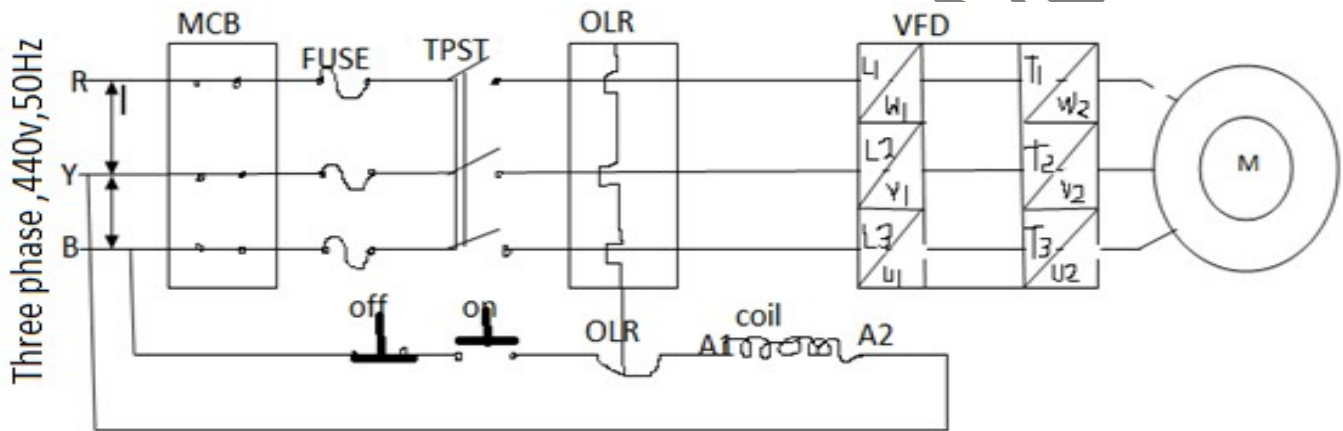 MCB
OLR
VFD
FUSE
TPST
Three phase ,440v,50Hz
R
Y
B
L1
W1
L2
V1
L3
U1
T1
W2
T2
V2
T3
U2
M
off
on
OLR
coil
A1
A2